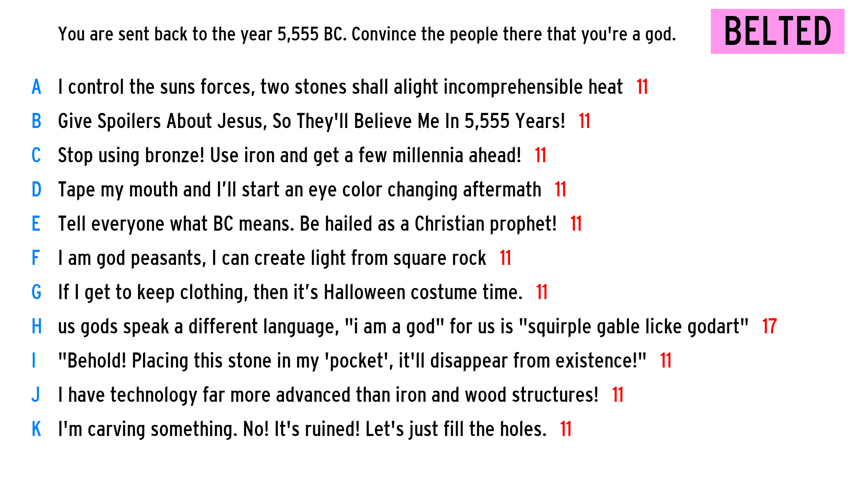 You are sent back to the year 5,555 BC. Convince the people there that you're a god.
BELTED
A I control the suns forces, two stones shall alight incomprehensible heat 11
B Give Spoilers About Jesus, So They'll Believe Me In 5,555 Years! 11
C Stop using bronze! Use iron and get a few millennia ahead! 11
D Tape my mouth and I’ll start an eye color changing aftermath 11
E Tell everyone what BC means. Be hailed as a Christian prophet! 11
F I am god peasants, I can create light from square rock 11
G If I get to keep clothing, then it’s Halloween costume time. 11
H us gods speak a different language, "i am a god" for us is "squirple gable licke godart" 17
I "Behold! Placing this stone in my 'pocket', it'll disappear from existence!" 11
J I have technology far more advanced than iron and wood structures! 11
K I'm carving something. No! It's ruined! Let's just fill the holes. 11